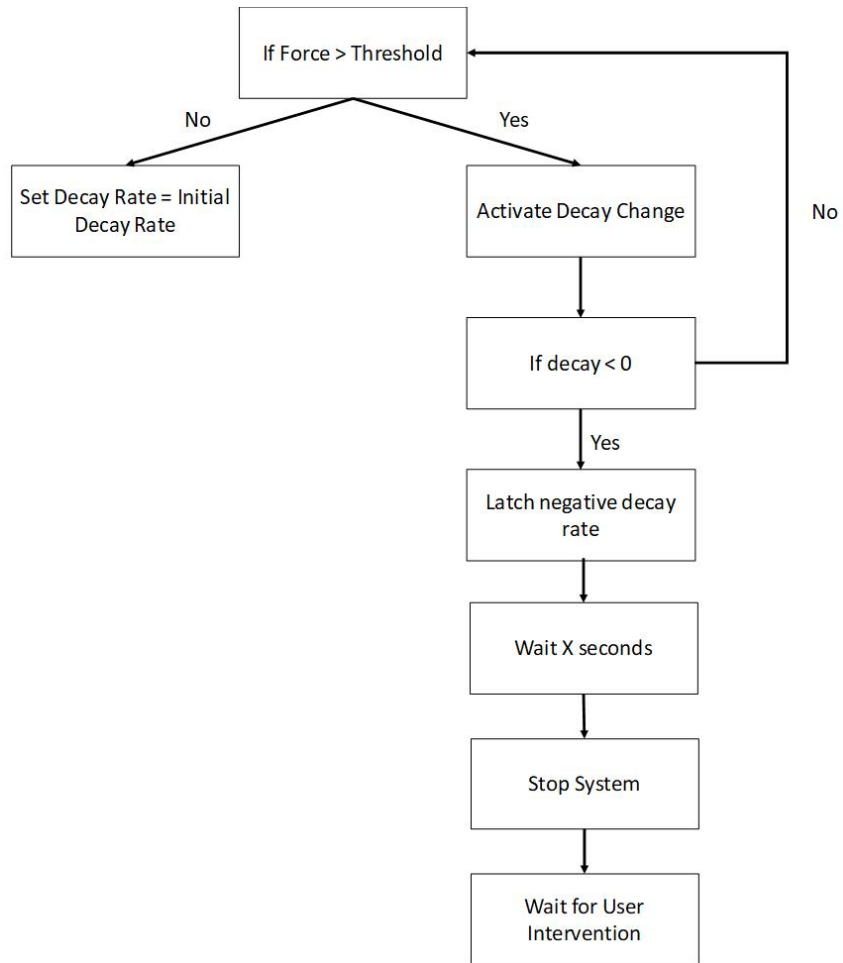 If Force > Threshold
No
Yes
Set Decay Rate = Initial
Decay Rate
Activate Decay Change
No
If decay < 0
Yes
Latch negative decay
rate
Wait X seconds
Stop System
Wait for User
Intervention